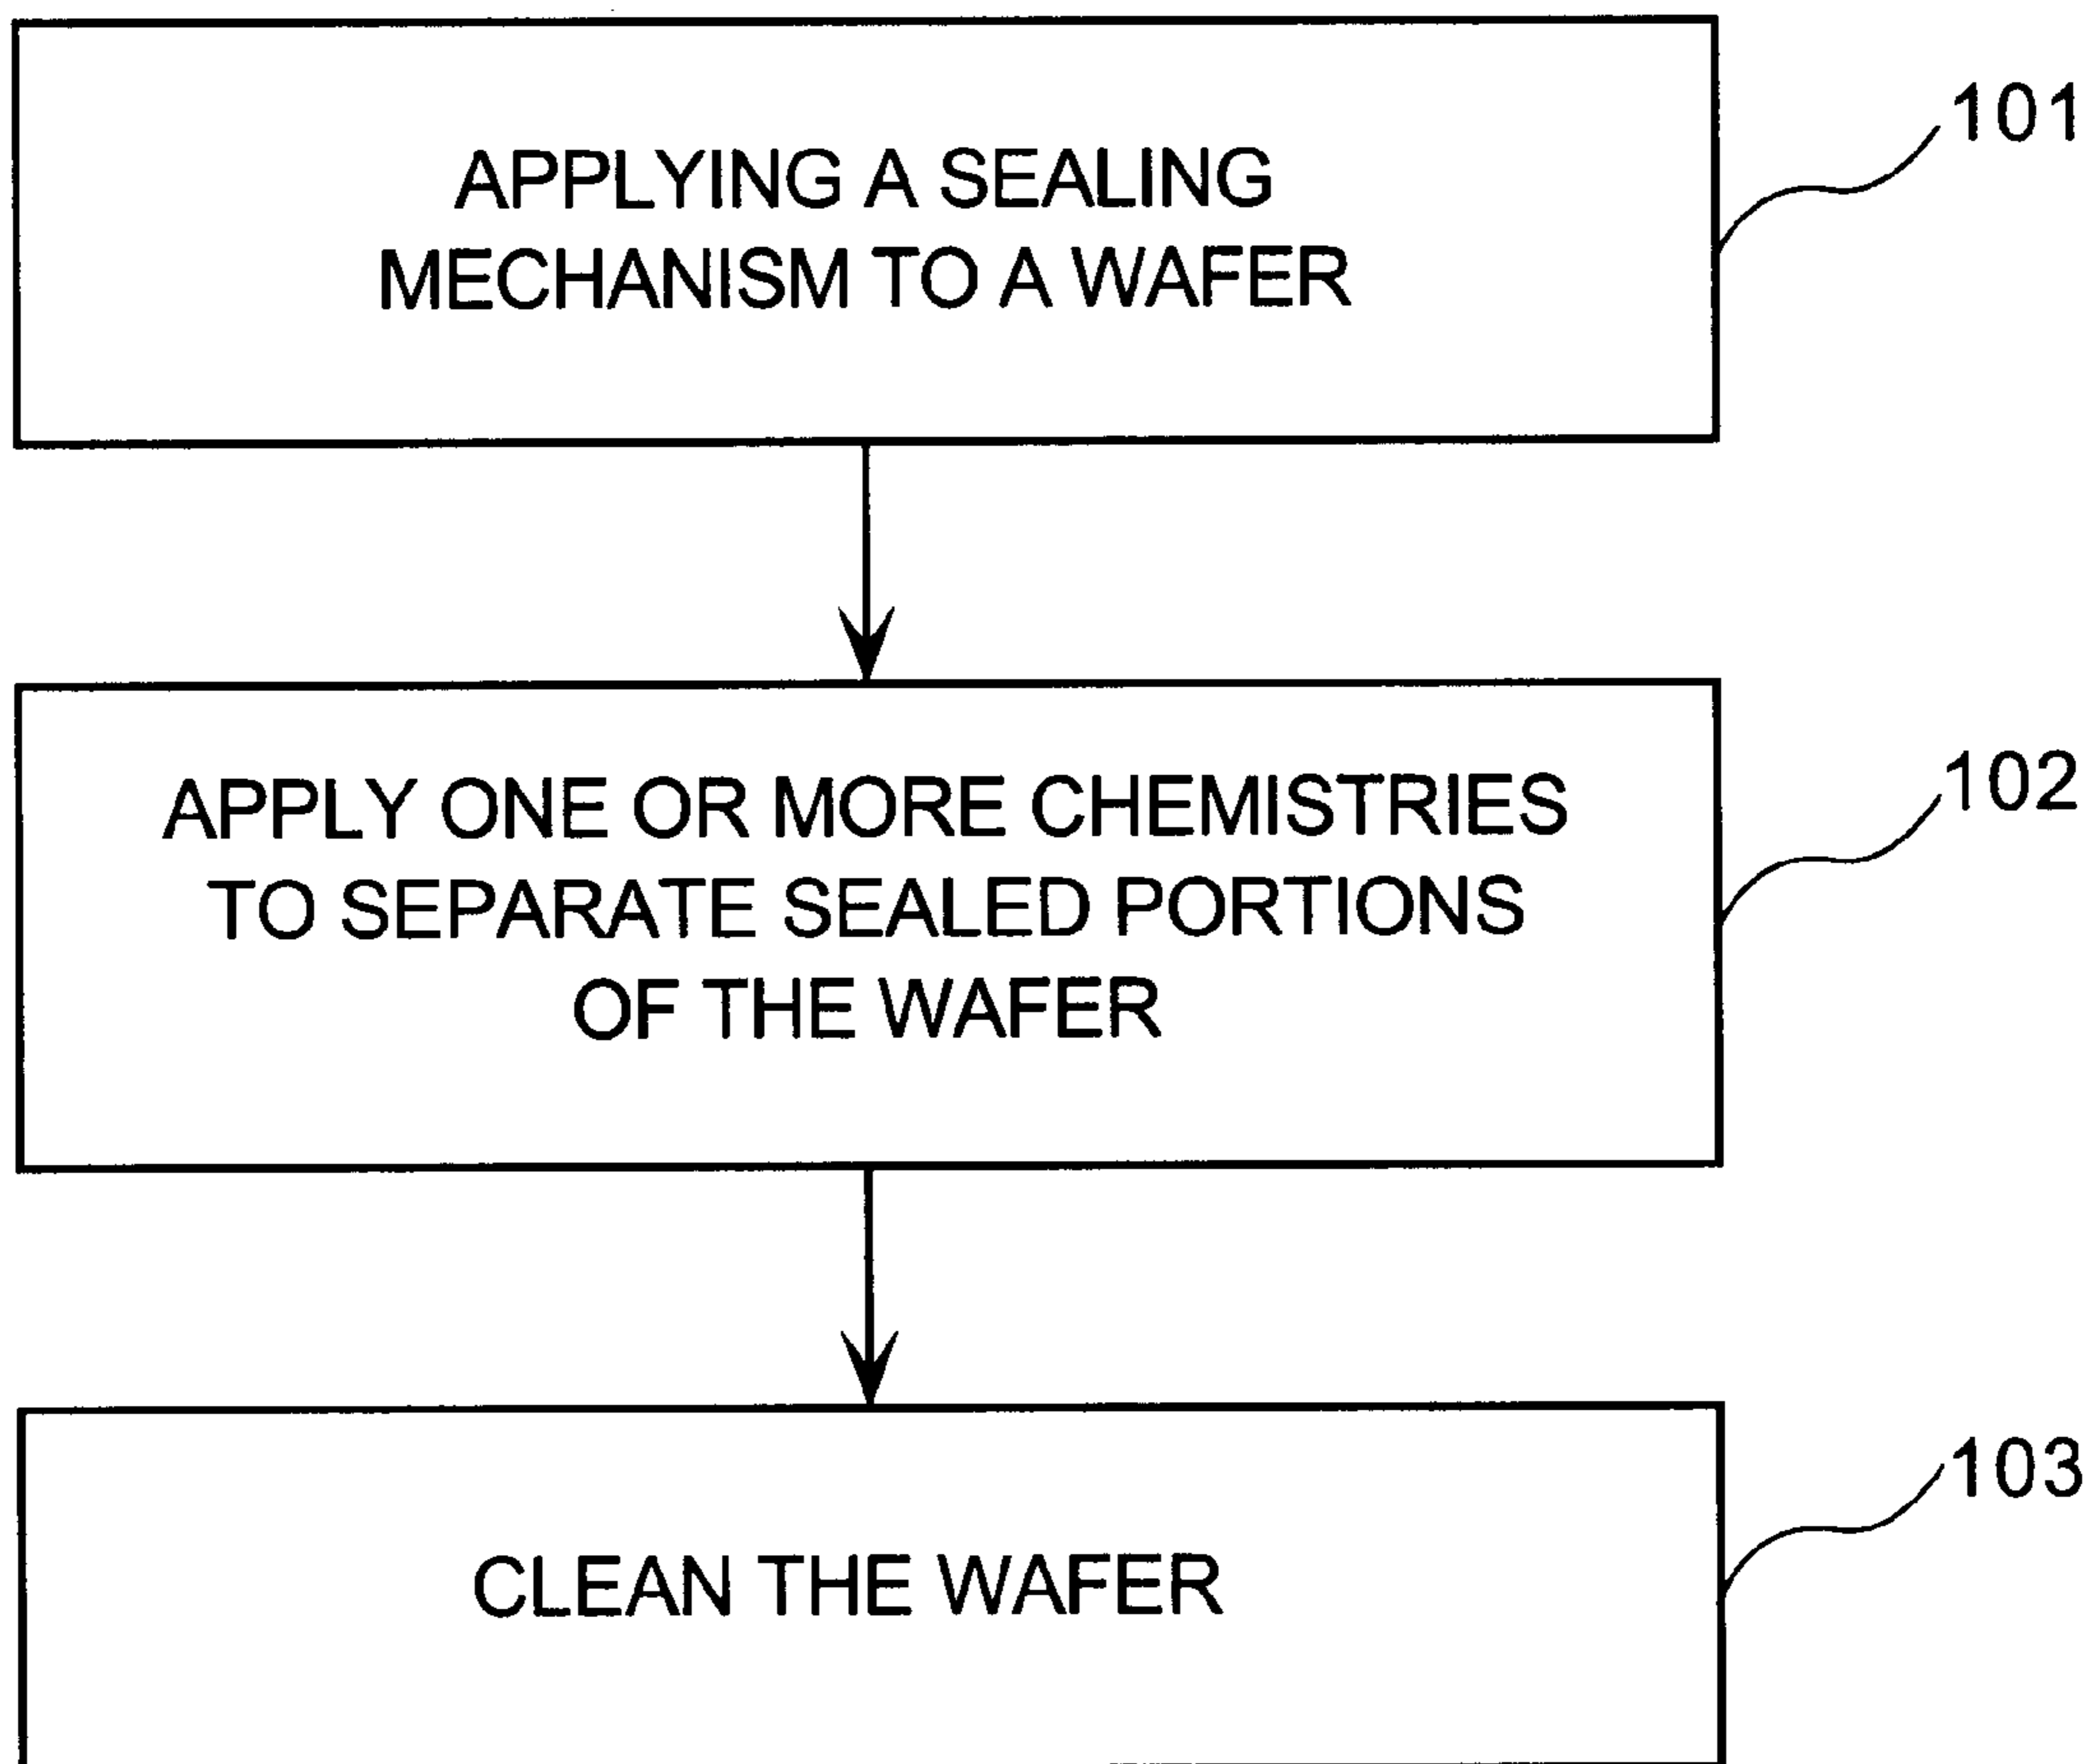 APPLYING A SEALING
MECHANISM TO A WAFER
101
APPLY ONE OR MORE CHEMISTRIES
TO SEPARATE SEALED PORTIONS
OF THE WAFER
102
CLEAN THE WAFER
103